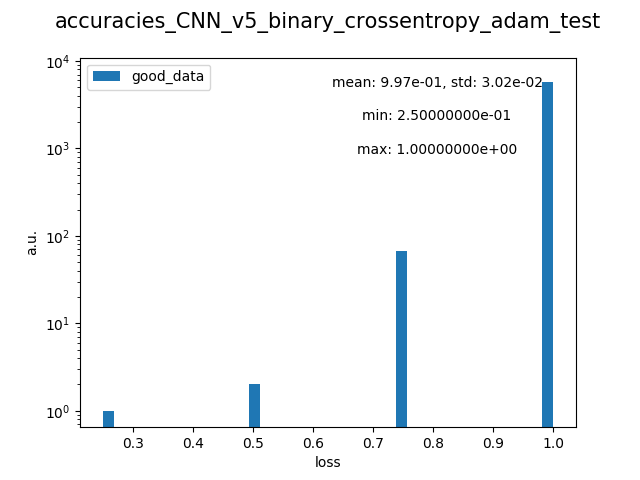 accuracies_CNN_v5_binary_crossentropy_adam_test
good_data
mean: 9.97e-01, std: 3.02e-02
min: 2.50000000e-01
max: 1.00000000e+00
a.u.
10⁴
10³
10²
10¹
10⁰
0.3 0.4 0.5 0.6 0.7 0.8 0.9 1.0
loss